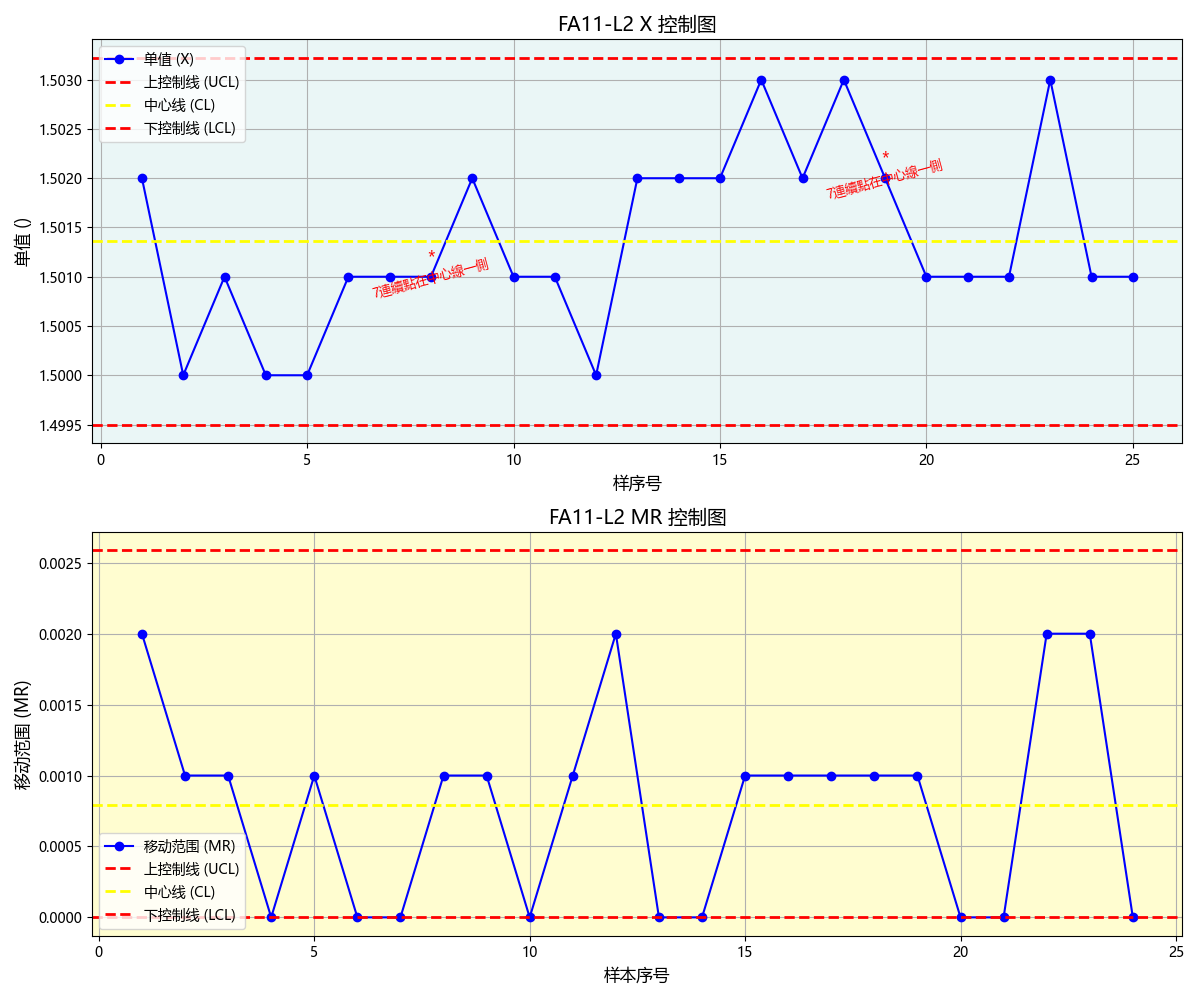 FA11-L2 X 控制图
单值 (X)
上控制线 (UCL)
中心线 (CL)
下控制线 (LCL)
1.5030
1.5025
1.5020
1.5015
1.5010
1.5005
1.5000
1.4995
单值 ()
*
7連續點在中心線一側
*
7連續點在中心線一側
0 5 10 15 20 25
样序号
FA11-L2 MR 控制图
0.0025
0.0020
0.0015
0.0010
0.0005
0.0000
移动范围 (MR)
移动范围 (MR)
上控制线 (UCL)
中心线 (CL)
下控制线 (LCL)
0 5 10 15 20 25
样本序号